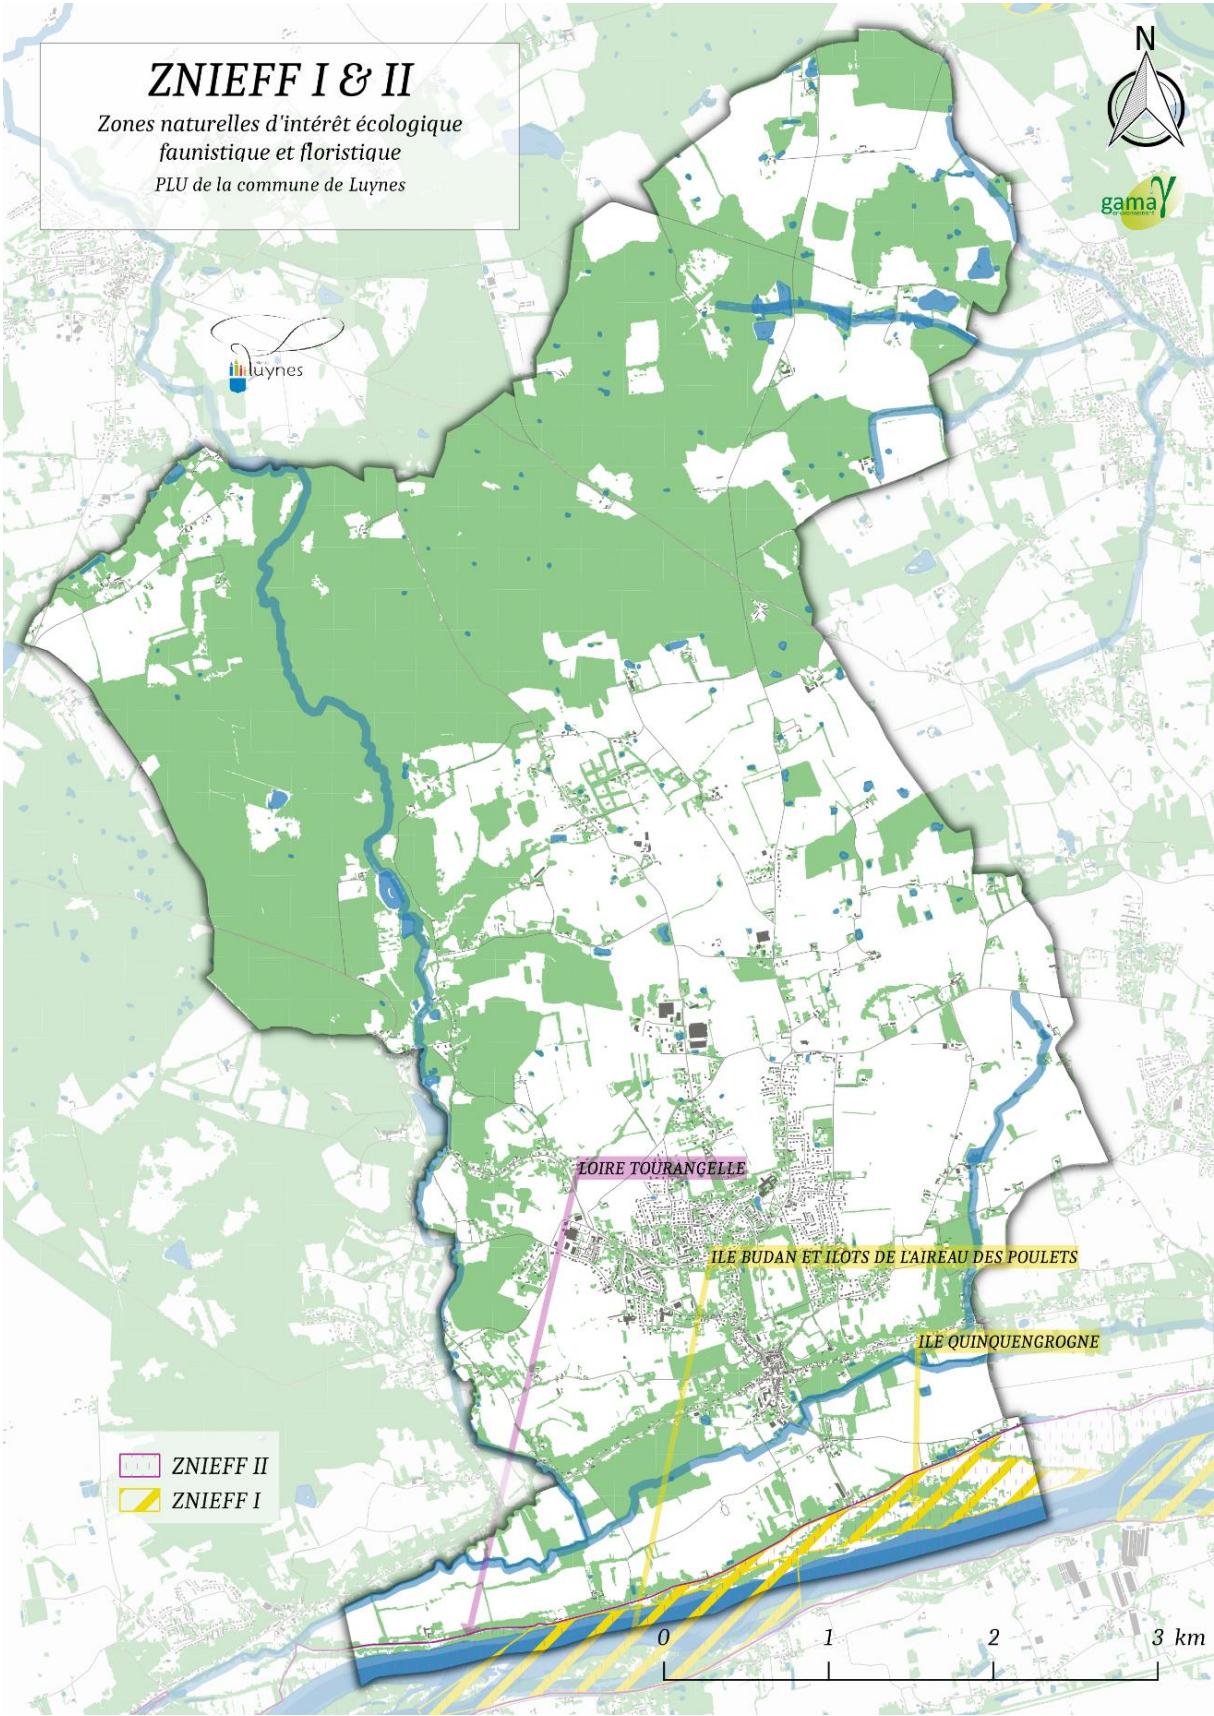 ZNIEFF I & II
Zones naturelles d'intérêt écologique
faunistique et floristique
PLU de la commune de Luynes
N
gama
environnement
luynes
LOIRE TOURANGELLE
ILE BUDAN ET ILOTS DE L'AIREAU DES POULETS
ILE QUINQUENGROGNE
ZNIEFF II
ZNIEFF I
0 1 2 3 km